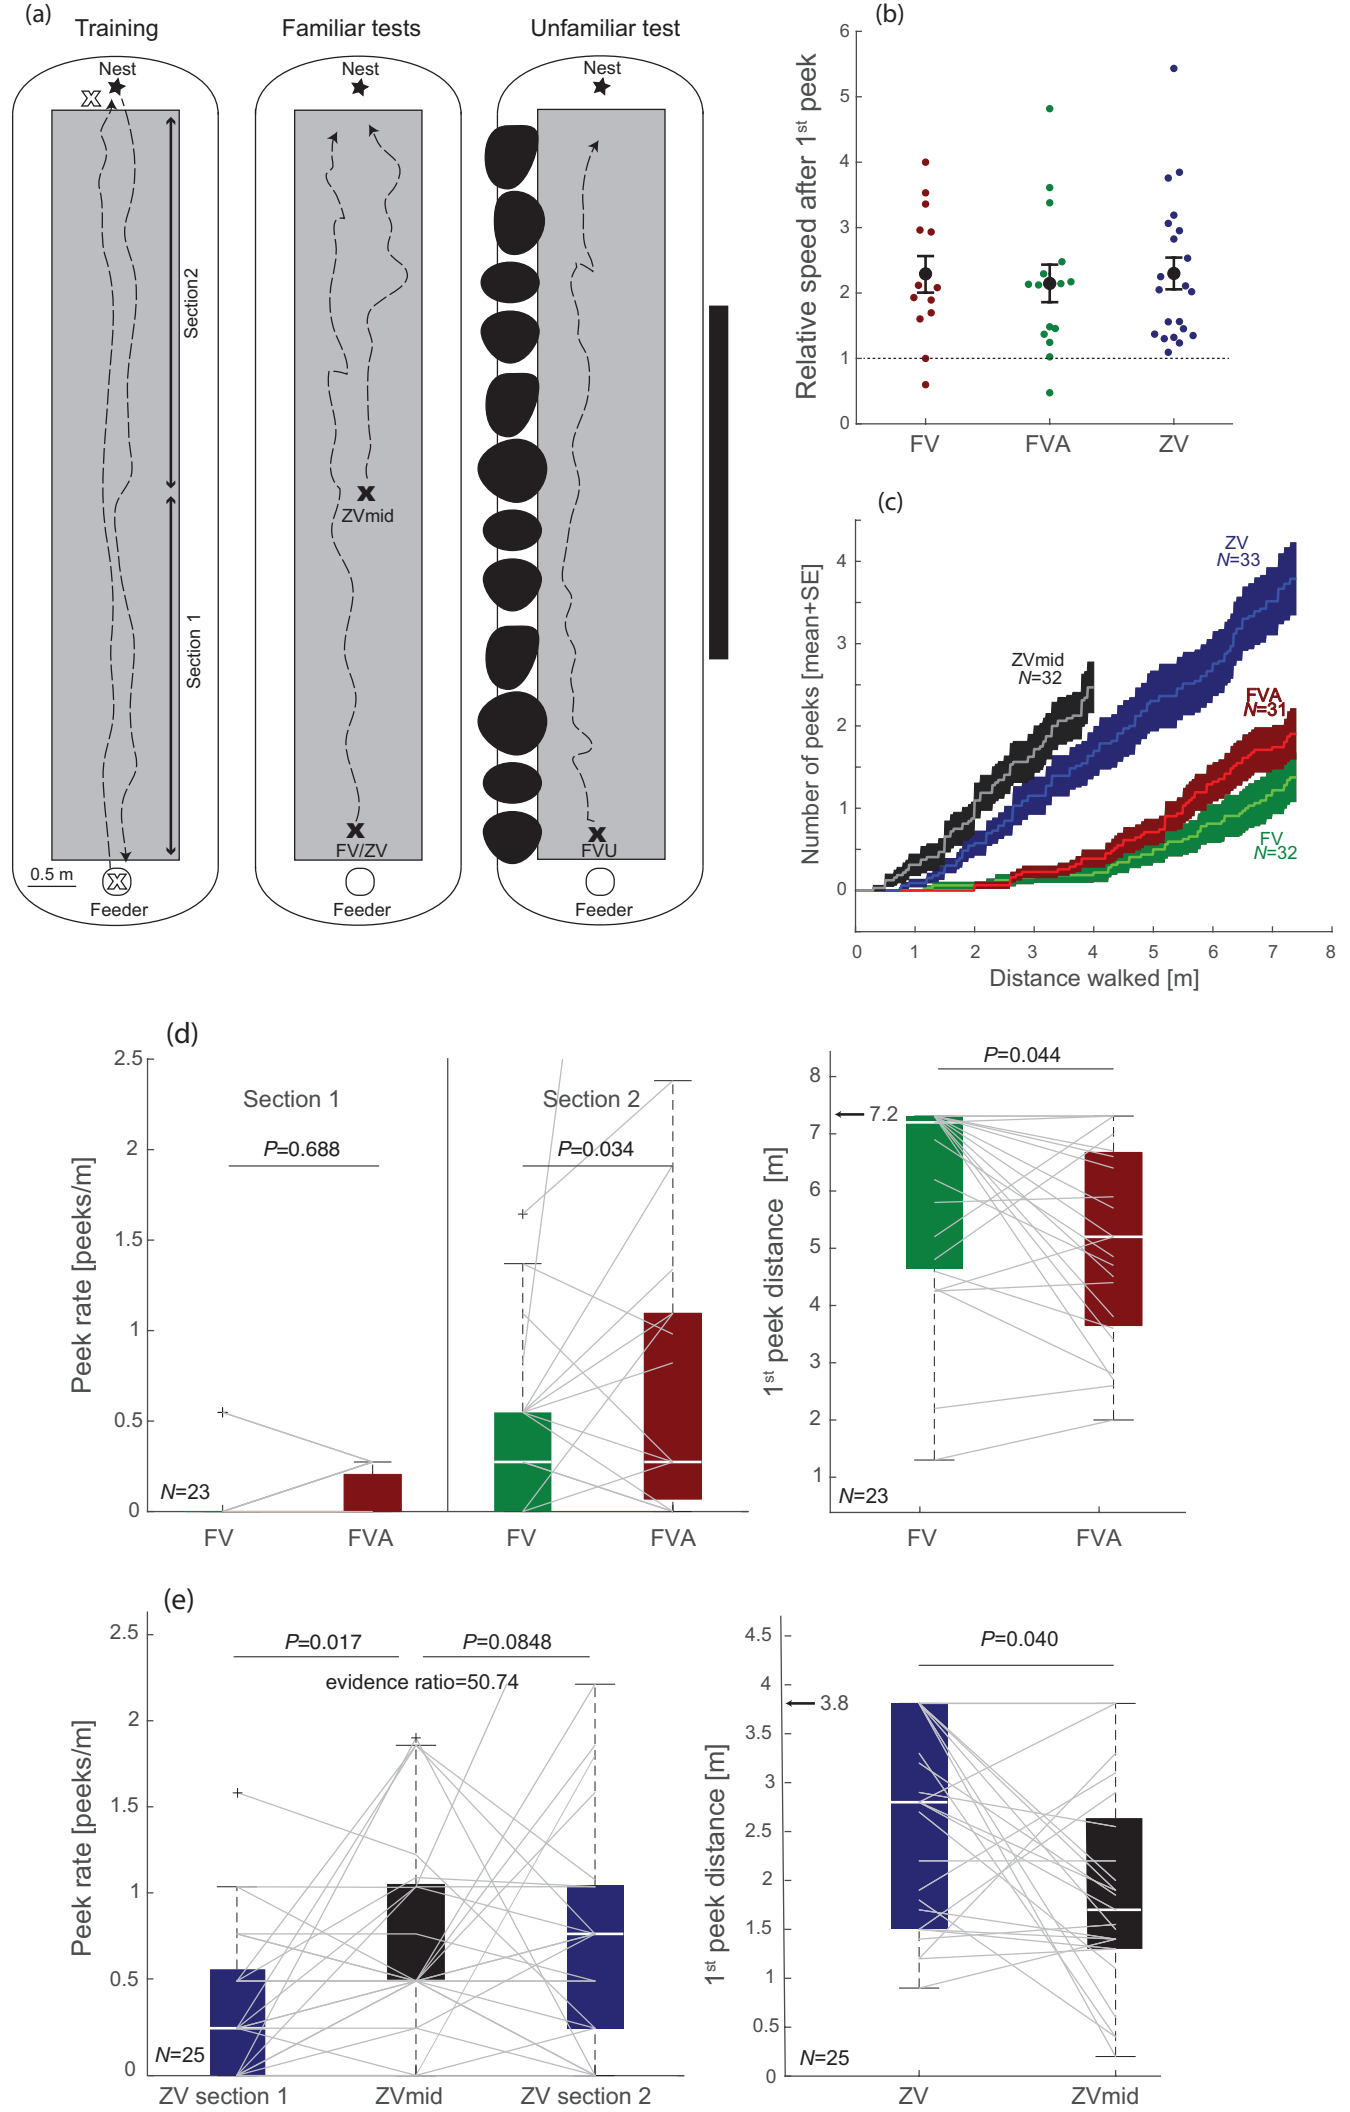 (a)
Training
Familiar tests
Unfamiliar test
Nest
Nest
Nest
X
Section2
Section 1
X
ZVmid
X
FV/ZV
X
FVU
0.5 m
X
Feeder
Feeder
Feeder
(b)
Relative speed after 1st peek
6
5
4
3
2
1
0
FV
FVA
ZV
(c)
Number of peeks [mean+SE]
4
3
2
1
0
ZV
N=33
ZVmid
N=32
FVA
N=31
FV
N=32
0 1 2 3 4 5 6 7 8
Distance walked [m]
(d)
Peek rate [peeks/m]
2.5
2
1.5
1
0.5
0
Section 1
P=0.688
Section 2
P=0.034
N=23
FV
FVA
FV
FVA
1st peek distance [m]
8
7
6
5
4
3
2
1
7.2
P=0.044
N=23
FV
FVA
(e)
Peek rate [peeks/m]
2.5
2
1.5
1
0.5
0
P=0.017
P=0.0848
evidence ratio=50.74
N=25
ZV section 1
ZVmid
ZV section 2
1st peek distance [m]
4.5
4
3.5
3
2.5
2
1.5
1
0.5
0
3.8
P=0.040
N=25
ZV
ZVmid